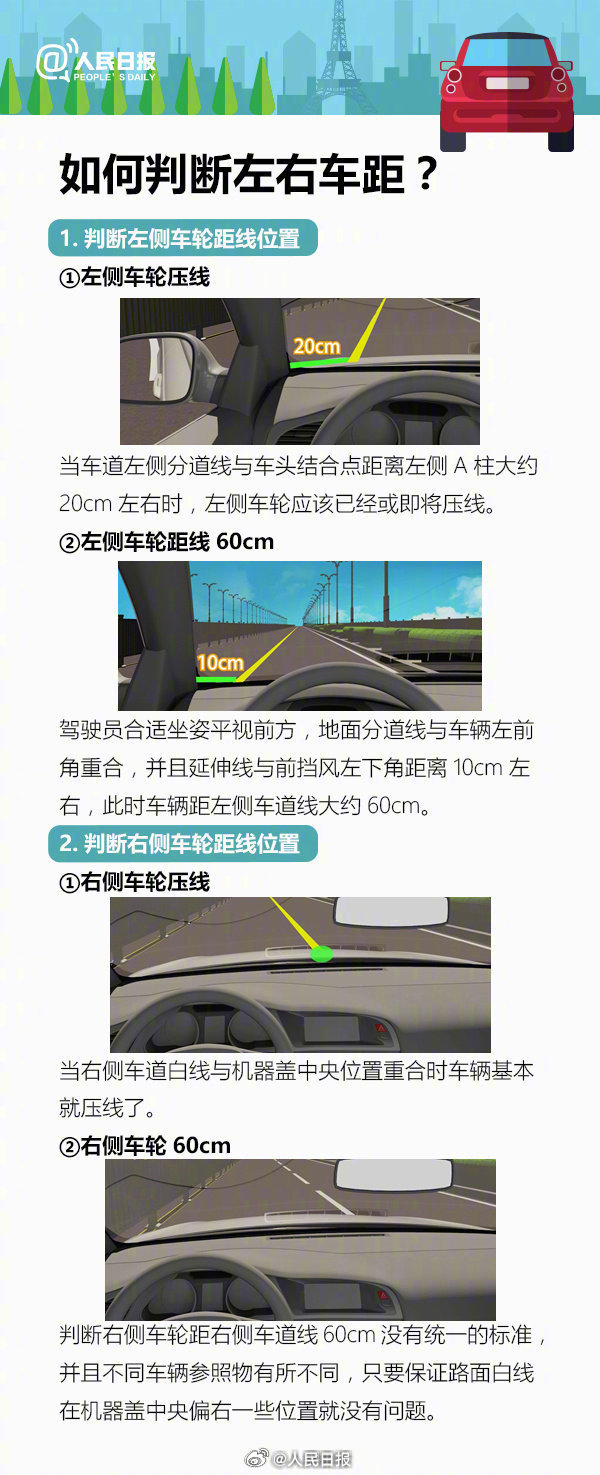 @人民日报
PEOPLE'S DAILY
如何判断左右车距？
1. 判断左侧车轮距线位置
①左侧车轮压线
20cm
当车道左侧分道线与车头结合点距离左侧 A 柱大约
20cm 左右时，左侧车轮应该已经或即将压线。
②左侧车轮距线 60cm
10cm
驾驶员合适坐姿平视前方，地面分道线与车辆左前
角重合，并且延伸线与前挡风左下角距离 10cm 左
右，此时车辆距左侧车道线大约 60cm。
2. 判断右侧车轮距线位置
①右侧车轮压线
当右侧车道白线与机器盖中央位置重合时车辆基本
就压线了。
②右侧车轮 60cm
判断右侧车轮距右侧车道线 60cm 没有统一的标准，
并且不同车辆参照物有所不同，只要保证路面白线
在机器盖中央偏右一些位置就没有问题。
@人民日报